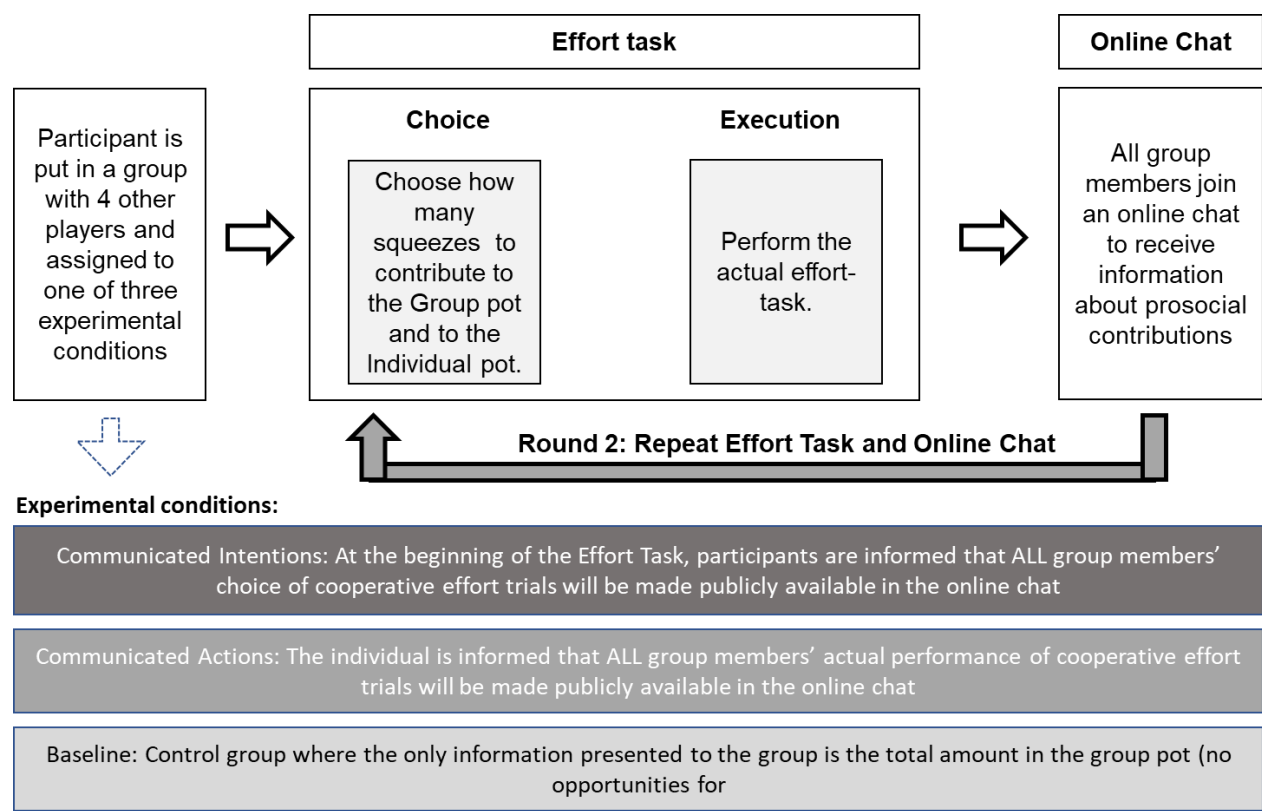 Effort task
Online Chat
Participant is
put in a group
with 4 other
players and
assigned to
one of three
experimental
conditions
Choice
Choose how
many
squeezes to
contribute to
the Group pot
and to the
Individual pot.
Execution
Perform the
actual effort-
task.
All group
members join
an online chat
to receive
information
about prosocial
contributions
Round 2: Repeat Effort Task and Online Chat
Experimental conditions:
Communicated Intentions: At the beginning of the Effort Task, participants are informed that ALL group members’
choice of cooperative effort trials will be made publicly available in the online chat
Communicated Actions: The individual is informed that ALL group members’ actual performance of cooperative effort
trials will be made publicly available in the online chat
Baseline: Control group where the only information presented to the group is the total amount in the group pot (no
opportunities for